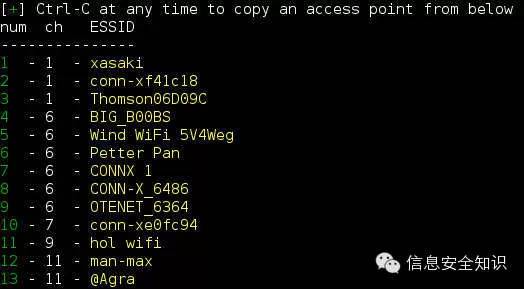 [+] Ctrl-C at any time to copy an access point from below
num ch ESSID
---------------
1 - 1 - xasaki
2 - 1 - conn-xf41c18
3 - 1 - Thomson06D09C
4 - 6 - BIG_B00BS
5 - 6 - Wind WiFi 5V4Weg
6 - 6 - Petter Pan
7 - 6 - CONNX 1
8 - 6 - CONN-X_6486
9 - 6 - OTENET_6364
10 - 7 - conn-xe0fc94
11 - 9 - hol wifi
12 - 11 - man-max
13 - 11 - @Agra
信息安全知识